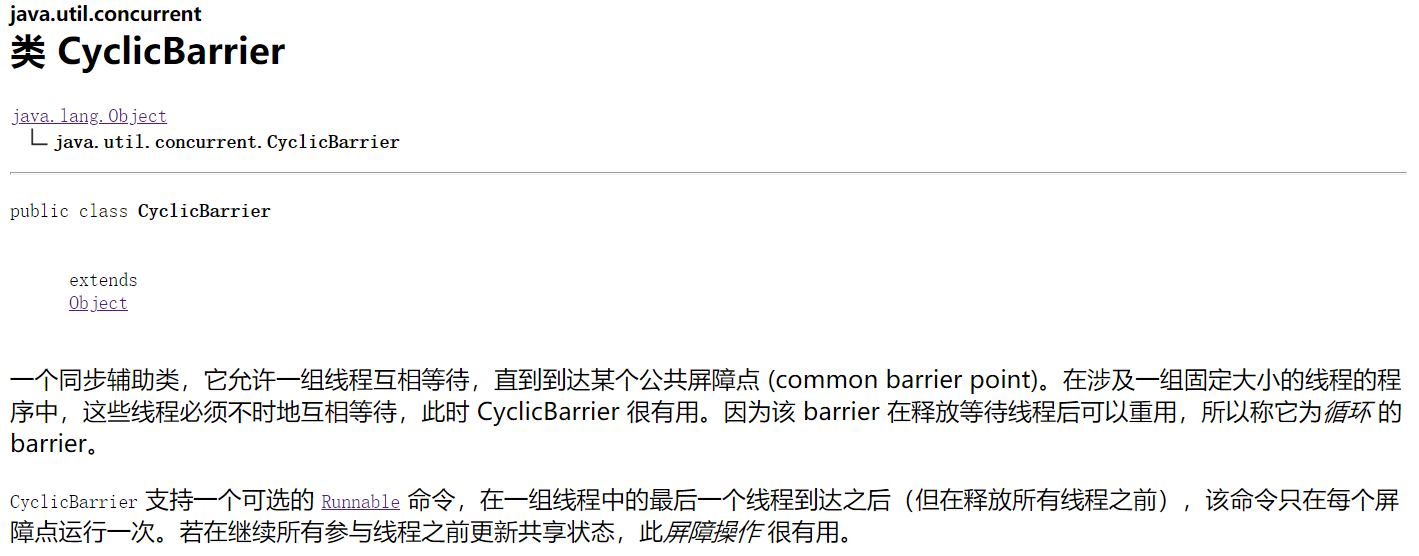 java.util.concurrent
类 CyclicBarrier
java.lang.Object
java.util.concurrent.CyclicBarrier
public class CyclicBarrier
extends
Object
一个同步辅助类，它允许一组线程互相等待，直到到达某个公共屏障点 (common barrier point)。在涉及一组固定大小的线程的程
序中，这些线程必须不时地互相等待，此时 CyclicBarrier 很有用。因为该 barrier 在释放等待线程后可以重用，所以称它为循环 的
barrier。
CyclicBarrier 支持一个可选的 Runnable 命令，在一组线程中的最后一个线程到达之后（但在释放所有线程之前），该命令只在每个屏
障点运行一次。若在继续所有参与线程之前更新共享状态，此屏障操作 很有用。